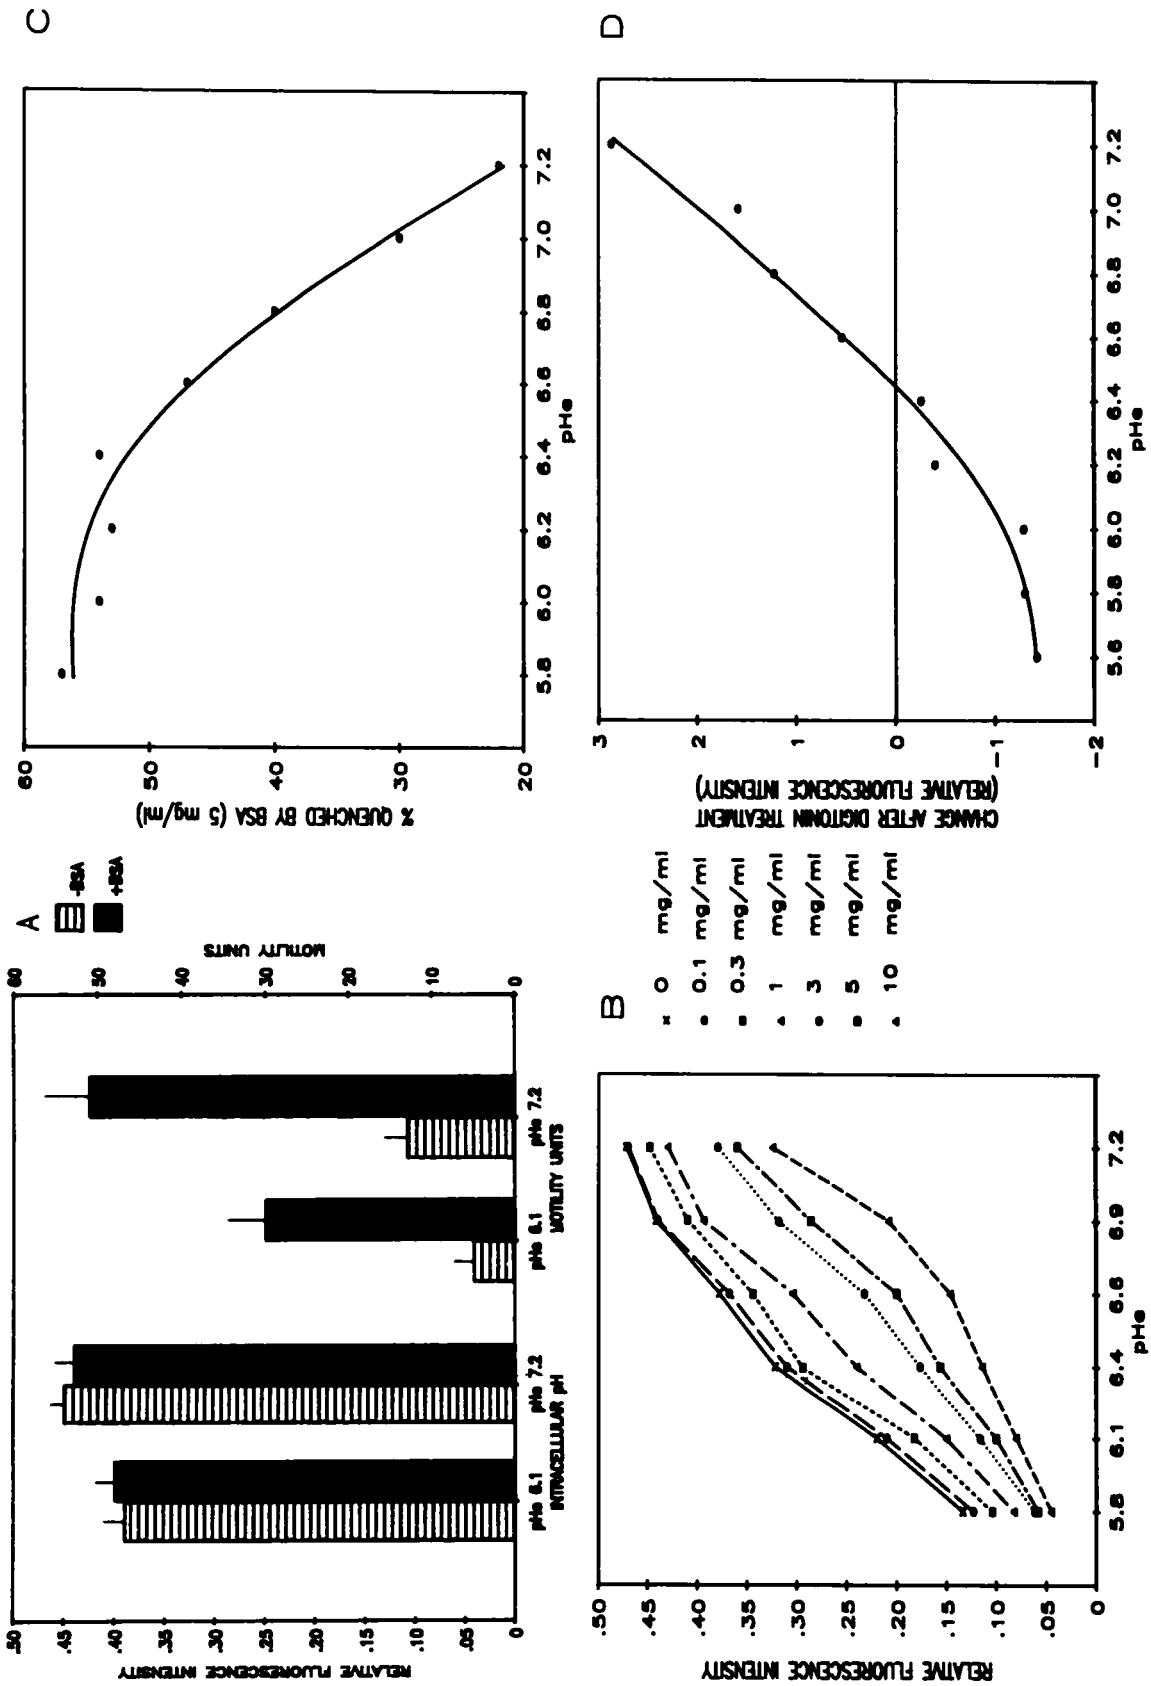 A
-BSA
+BSA
RELATIVE FLUORESCENCE INTENSITY
.50
.45
.40
.35
.30
.25
.20
.15
.10
.05
0
MOTILITY UNITS
60
50
40
30
20
10
0
pHe 6.1 pHe 7.2 pHe 6.1 pHe 7.2
INTRACELLULAR pH MOTILITY UNITS
C
% QUENCHED BY BSA (5 mg/ml)
60
50
40
30
20
5.8 6.0 6.2 6.4 6.6 6.8 7.0 7.2
pHe
B
RELATIVE FLUORESCENCE INTENSITY
.50
.45
.40
.35
.30
.25
.20
.15
.10
.05
0
5.8 6.1 6.4 6.6 6.9 7.2
pHe
0 mg/ml
0.1 mg/ml
0.3 mg/ml
1 mg/ml
3 mg/ml
5 mg/ml
10 mg/ml
D
CHANGE AFTER DIGITONIN TREATMENT
(RELATIVE FLUORESCENCE INTENSITY)
3
2
1
0
-1
-2
5.6 5.8 6.0 6.2 6.4 6.6 6.8 7.0 7.2
pHe